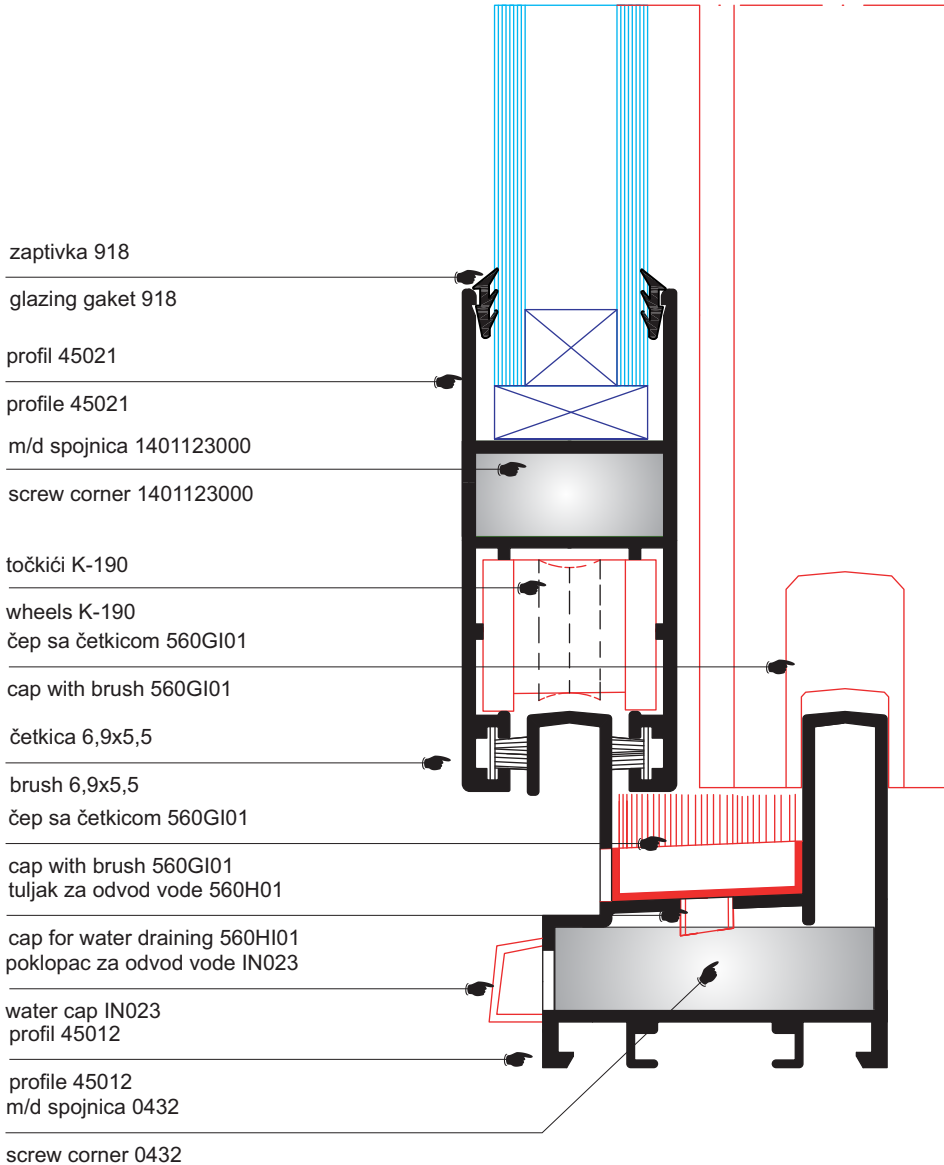 zaptivka 918
glazing gaket 918
profil 45021
profile 45021
m/d spojnica 1401123000
screw corner 1401123000
točkići K-190
wheels K-190
čep sa četkicom 560GI01
cap with brush 560GI01
četkica 6,9x5,5
brush 6,9x5,5
čep sa četkicom 560GI01
cap with brush 560GI01
tuljak za odvod vode 560H01
cap for water draining 560HI01
poklopac za odvod vode IN023
water cap IN023
profil 45012
profile 45012
m/d spojnica 0432
screw corner 0432